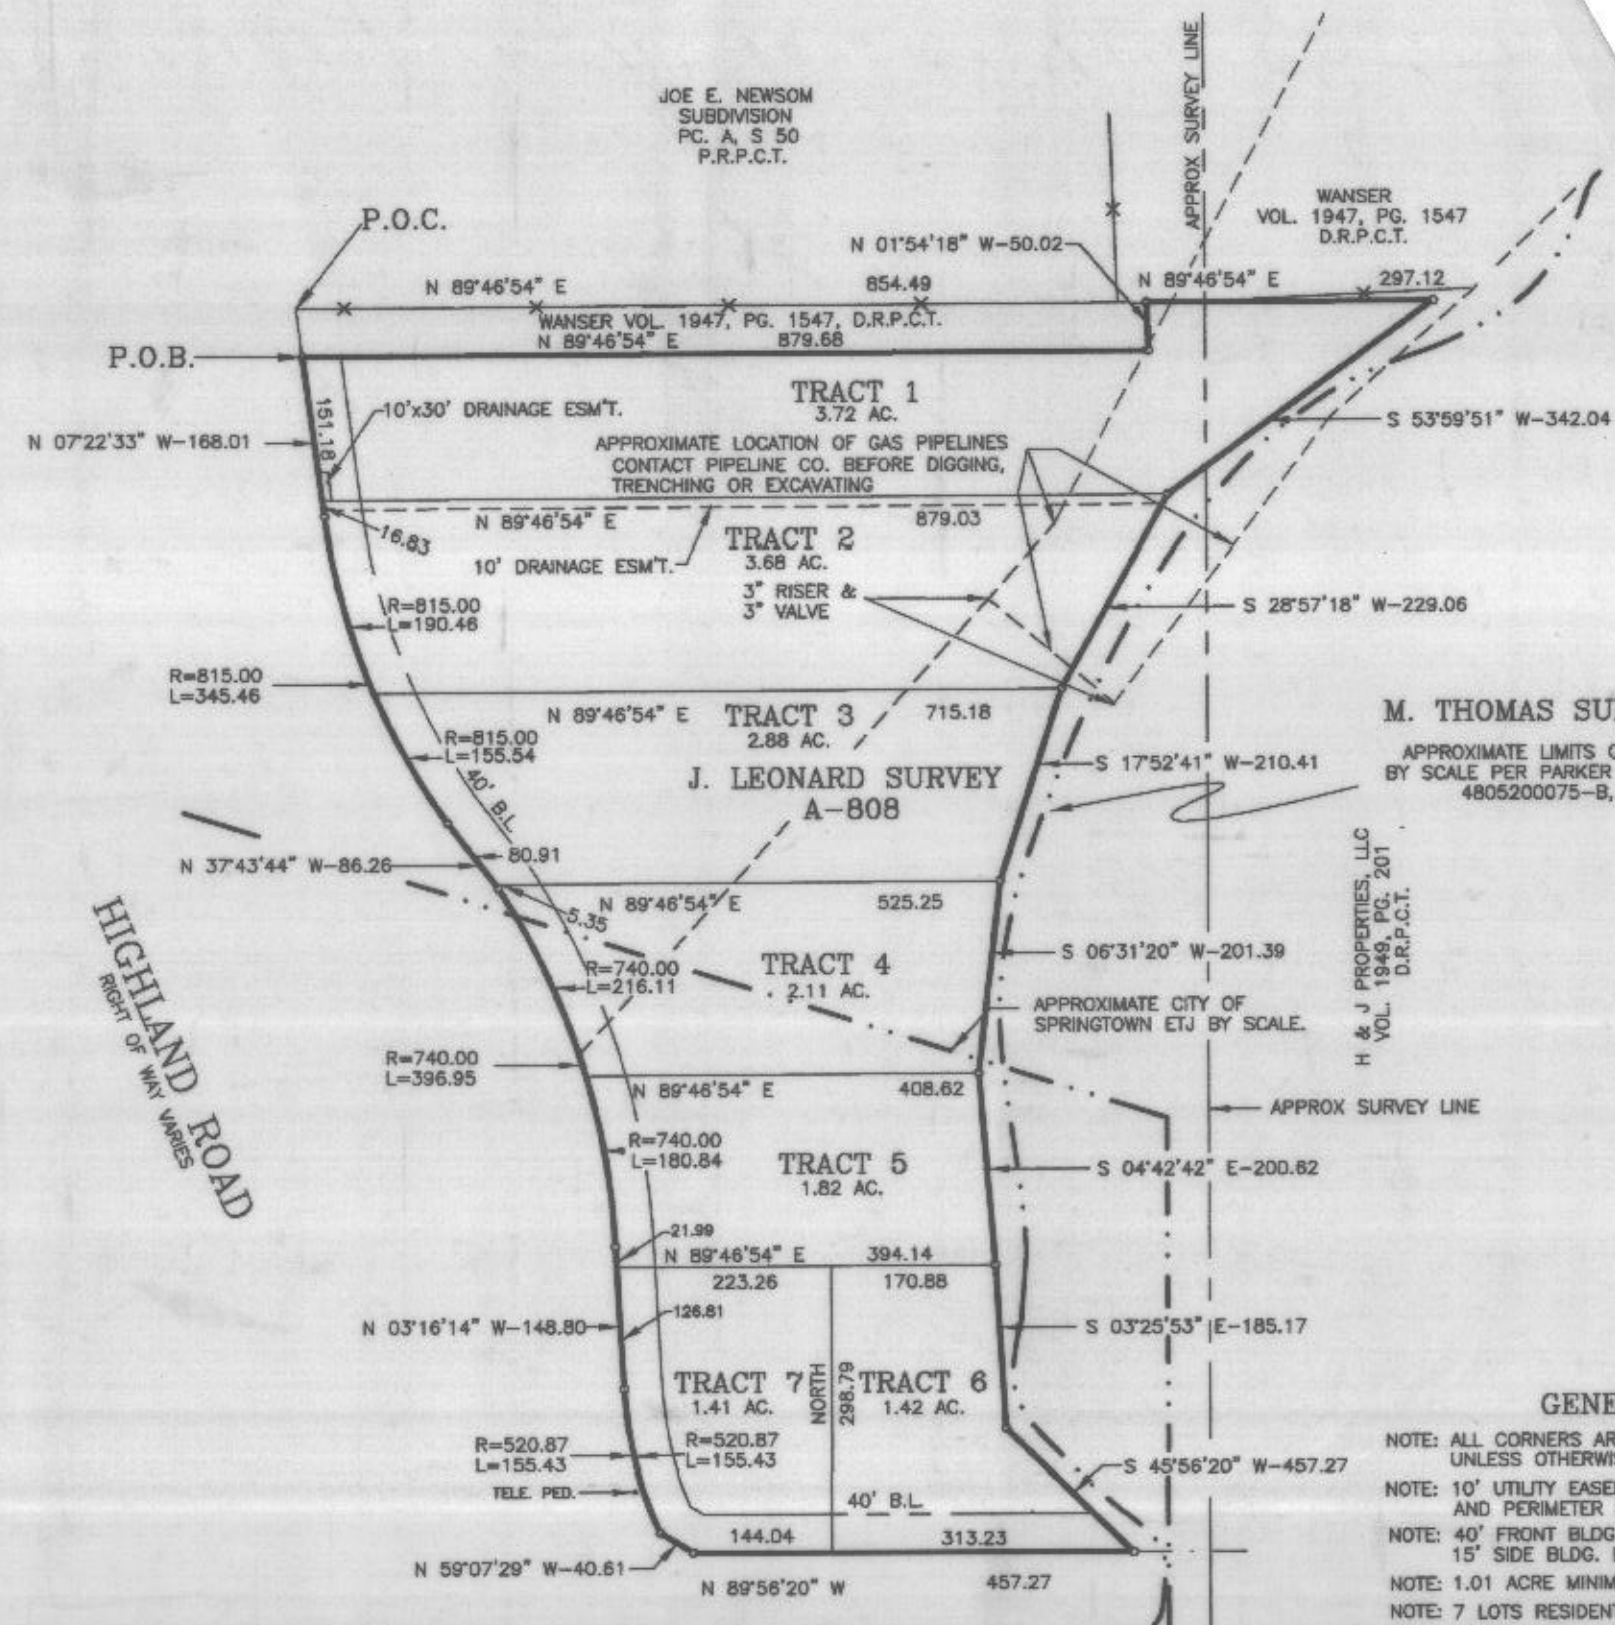 JOE E. NEWSOM
SUBDIVISION
PC. A, S 50
P.R.P.C.T.
APPROX SURVEY LINE
WANSER
VOL. 1947, PG. 1547
D.R.P.C.T.
P.O.C.
N 01°54'18" W-50.02
N 89°46'54" E
854.49
N 89°46'54" E
297.12
WANSER VOL. 1947, PG. 1547, D.R.P.C.T.
N 89°46'54" E
879.68
P.O.B.
TRACT 1
3.72 AC.
151.18
10'x30' DRAINAGE ESM'T.
S 53°59'51" W-342.04
N 07°22'33" W-168.01
APPROXIMATE LOCATION OF GAS PIPELINES
CONTACT PIPELINE CO. BEFORE DIGGING,
TRENCHING OR EXCAVATING
N 89°46'54" E
879.03
16.83
TRACT 2
3.68 AC.
10' DRAINAGE ESM'T.
3" RISER &
3" VALVE
R=815.00
L=190.46
S 28°57'18" W-229.06
R=815.00
L=345.46
N 89°46'54" E
TRACT 3
2.88 AC.
715.18
M. THOMAS SU
R=815.00
L=155.54
40' B.L.
J. LEONARD SURVEY
A-808
S 17°52'41" W-210.41
APPROXIMATE LIMITS
BY SCALE PER PARKER
4805200075-B,
80.91
N 37°43'44" W-86.26
N 89°46'54" E
525.25
5.35
H & J PROPERTIES, LLC
VOL. 1949, PG. 201
D.R.P.C.T.
HIGHLAND ROAD
RIGHT OF WAY VARIES
S 06°31'20" W-201.39
R=740.00
L=216.11
TRACT 4
2.11 AC.
APPROXIMATE CITY OF
SPRINGTOWN ETJ BY SCALE.
R=740.00
L=396.95
N 89°46'54" E
408.62
APPROX SURVEY LINE
R=740.00
L=180.84
TRACT 5
1.82 AC.
S 04°42'42" E-200.62
21.99
N 89°46'54" E
394.14
223.26
170.88
126.81
N 03°16'14" W-148.80
S 03°25'53" E-185.17
TRACT 7
1.41 AC.
NORTH
298.79
TRACT 6
1.42 AC.
GENE
R=520.87
L=155.43
R=520.87
L=155.43
S 45°56'20" W-457.27
NOTE: ALL CORNERS AR
UNLESS OTHERWIS
TELE. PED.
40' B.L.
NOTE: 10' UTILITY EASE
AND PERIMETER
144.04
313.23
NOTE: 40' FRONT BLDG
15' SIDE BLDG.
N 59°07'29" W-40.61
N 89°56'20" W
457.27
NOTE: 1.01 ACRE MINIM
NOTE: 7 LOTS RESIDENT